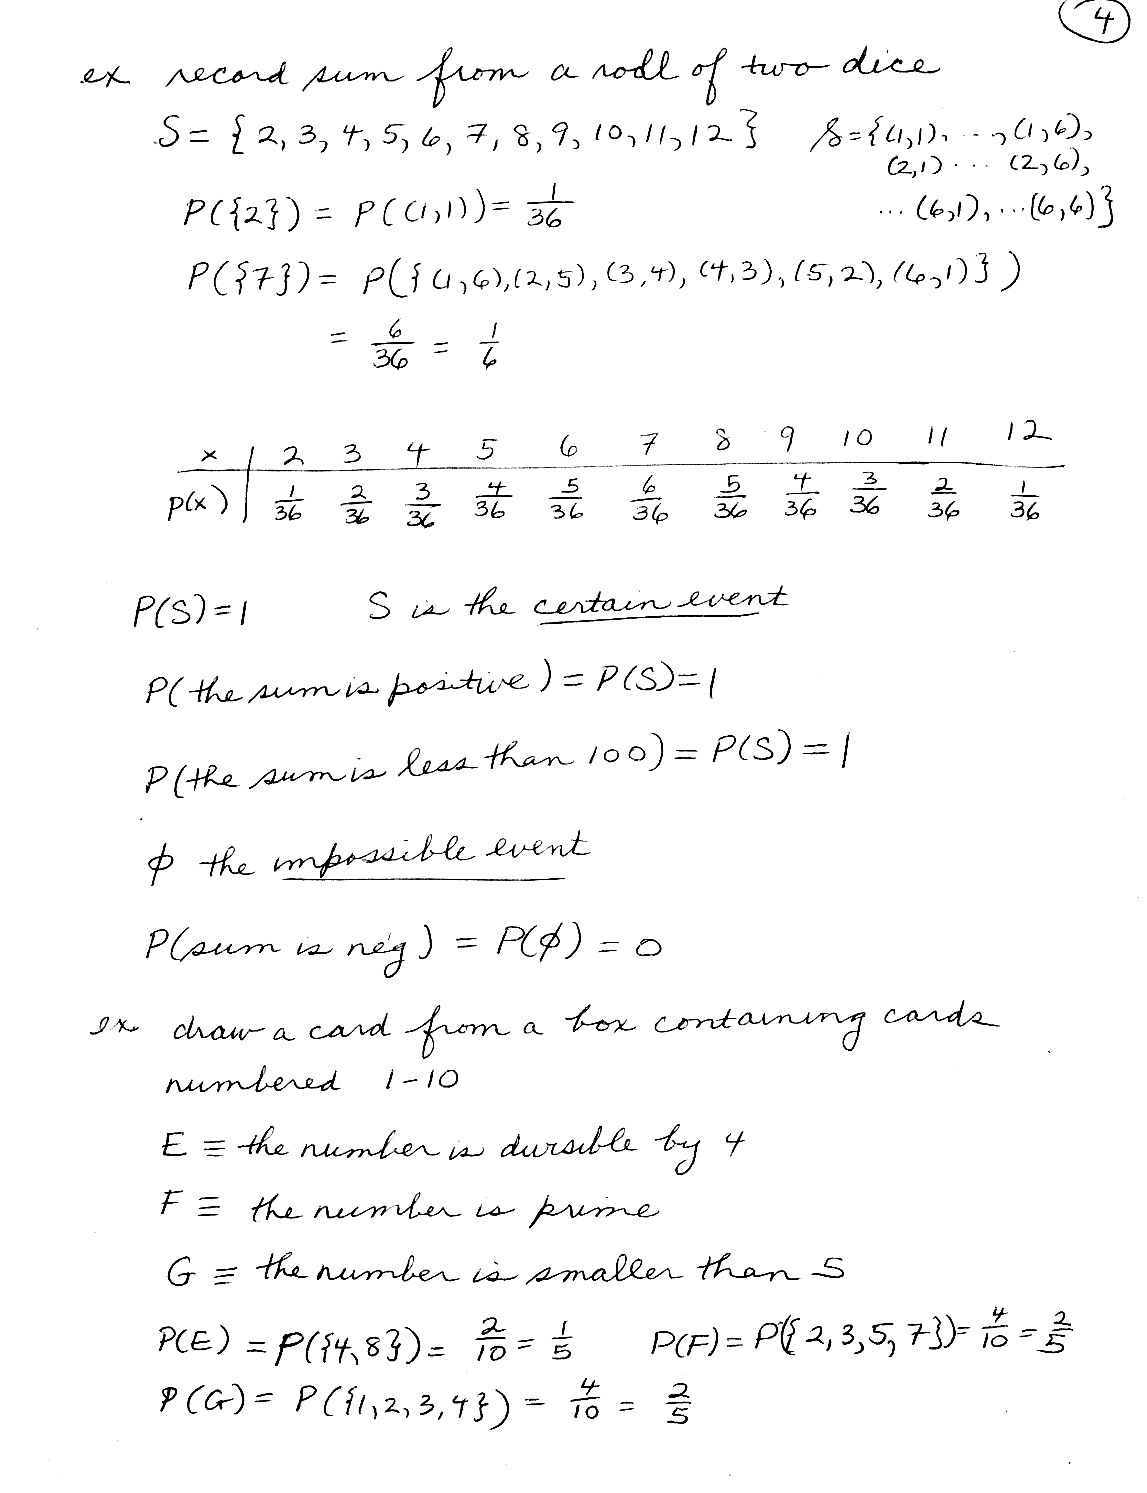 4
ex record sum from a roll of two dice
S = { 2, 3, 4, 5, 6, 7, 8, 9, 10, 11, 12 } S = {(1,1), ..., (1,6),
(2,1) ... (2,6),
P({2}) = P((1,1)) = 1/36 ... (6,1), ... (6,6)}
P({7}) = P({(1,6), (2,5), (3,4), (4,3), (5,2), (6,1)})
= 6/36 = 1/6
x | 2 3 4 5 6 7 8 9 10 11 12
p(x) | 1/36 2/36 3/36 4/36 5/36 6/36 5/36 4/36 3/36 2/36 1/36
P(S) = 1 S is the certain event
P(the sum is positive) = P(S) = 1
P(the sum is less than 100) = P(S) = 1
ϕ the impossible event
P(sum is neg) = P(ϕ) = 0
ex draw a card from a box containing cards
numbered 1-10
E ≡ the number is divisible by 4
F ≡ the number is prime
G ≡ the number is smaller than 5
P(E) = P({4,8}) = 2/10 = 1/5 P(F) = P({2,3,5,7}) = 4/10 = 2/5
P(G) = P({1,2,3,4}) = 4/10 = 2/5